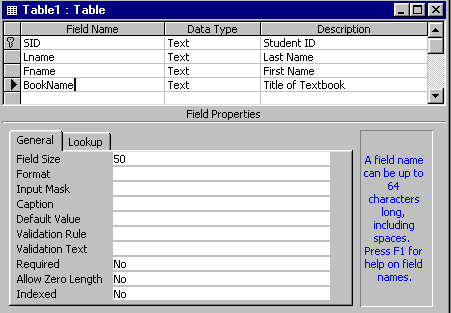 Table1 : Table
Field Name Data Type Description
SID Text Student ID
Lname Text Last Name
Fname Text First Name
BookName Text Title of Textbook
Field Properties
General Lookup
Field Size 50
Format
Input Mask
Caption
Default Value
Validation Rule
Validation Text
Required No
Allow Zero Length No
Indexed No
A field name
can be up to
64
characters
long,
including
spaces.
Press F1 for
help on field
names.